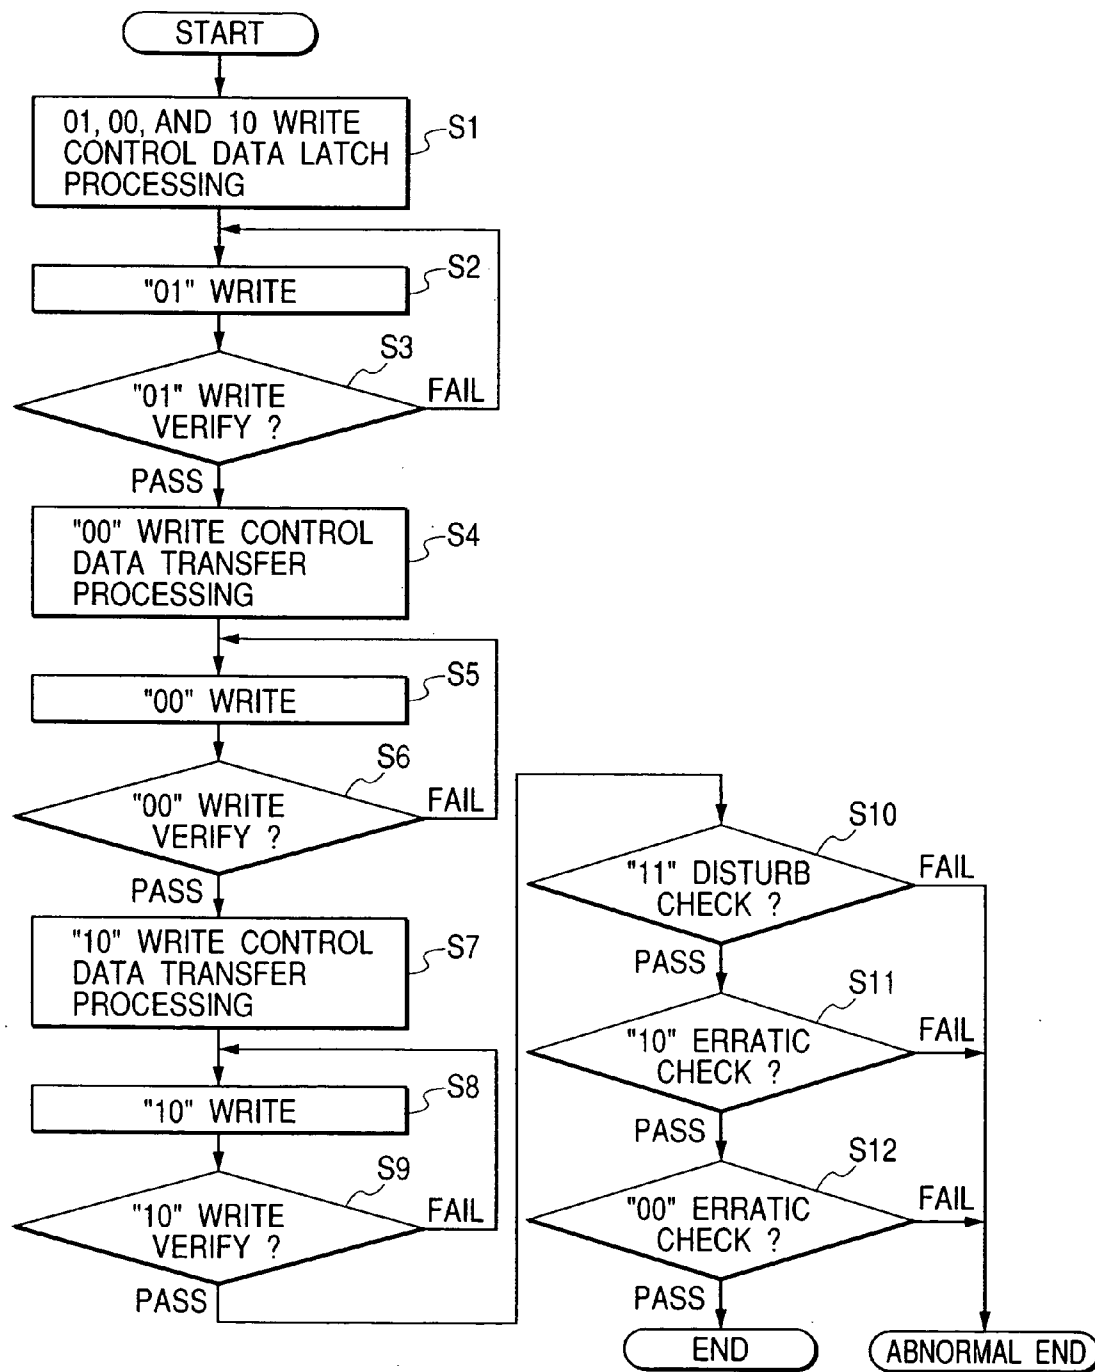 START
01, 00, AND 10 WRITE
CONTROL DATA LATCH
PROCESSING
S1
"01" WRITE
S2
"01" WRITE
VERIFY ?
S3
FAIL
PASS
"00" WRITE CONTROL
DATA TRANSFER
PROCESSING
S4
"00" WRITE
S5
"00" WRITE
VERIFY ?
S6
FAIL
PASS
"10" WRITE CONTROL
DATA TRANSFER
PROCESSING
S7
"10" WRITE
S8
"10" WRITE
VERIFY ?
S9
FAIL
PASS
"11" DISTURB
CHECK ?
S10
FAIL
PASS
"10" ERRATIC
CHECK ?
S11
FAIL
PASS
"00" ERRATIC
CHECK ?
S12
FAIL
PASS
END
ABNORMAL END